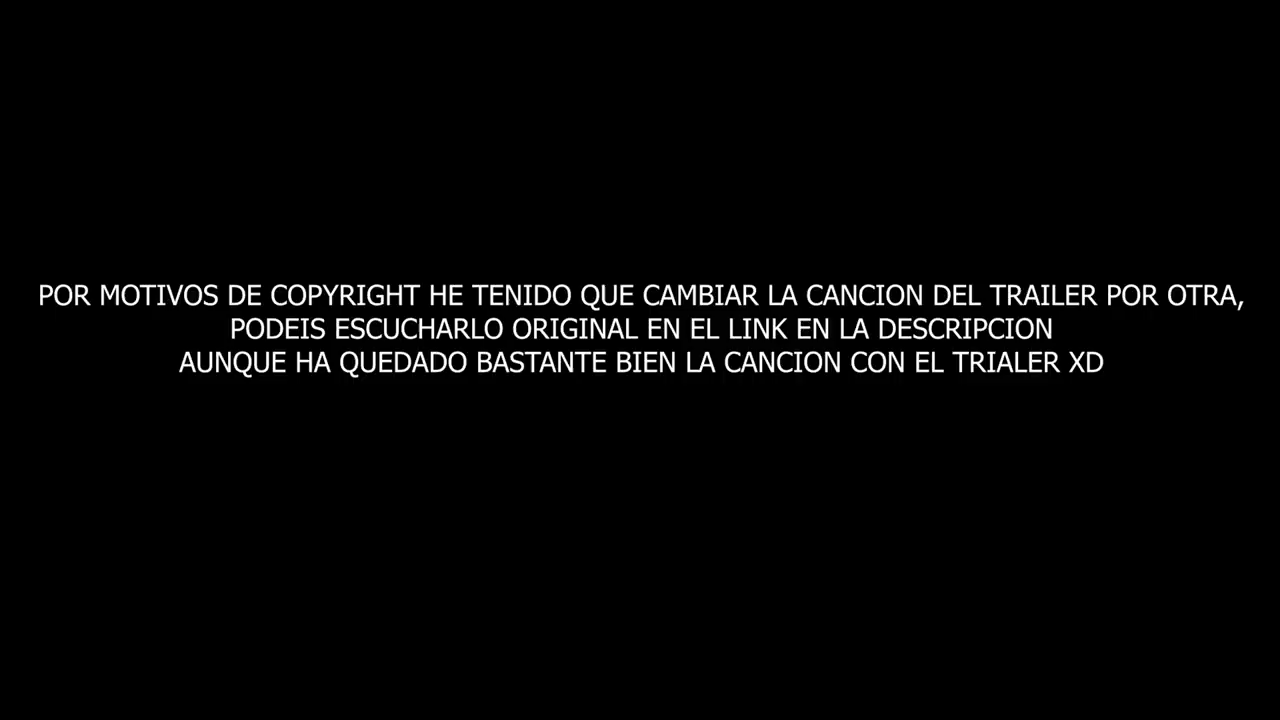 POR MOTIVOS DE COPYRIGHT HE TENIDO QUE CAMBIAR LA CANCION DEL TRAILER POR OTRA,
PODEIS ESCUCHARLO ORIGINAL EN EL LINK EN LA DESCRIPCION
AUNQUE HA QUEDADO BASTANTE BIEN LA CANCION CON EL TRIALER XD